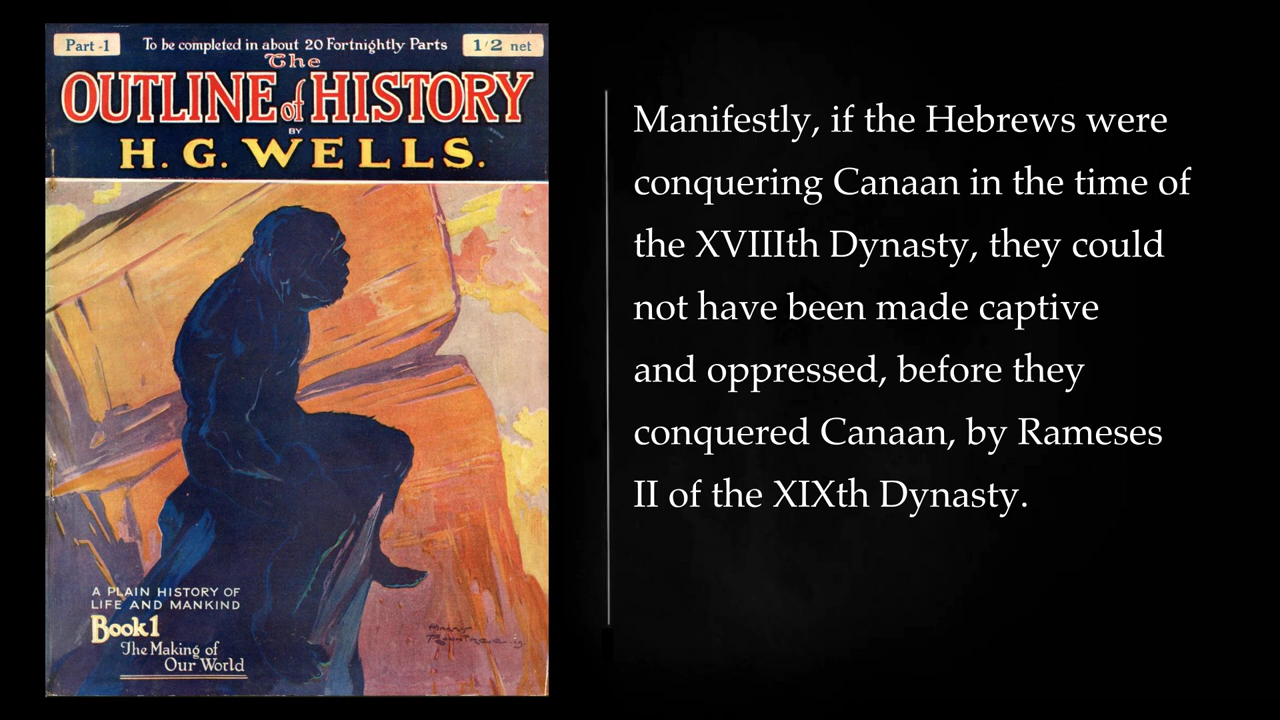 Part -1
To be completed in about 20 Fortnightly Parts
1/2 net
The
OUTLINE of HISTORY
BY
H. G. WELLS.
A PLAIN HISTORY OF
LIFE AND MANKIND
Book 1
The Making of
Our World
Manifestly, if the Hebrews were
conquering Canaan in the time of
the XVIIIth Dynasty, they could
not have been made captive
and oppressed, before they
conquered Canaan, by Rameses
II of the XIXth Dynasty.